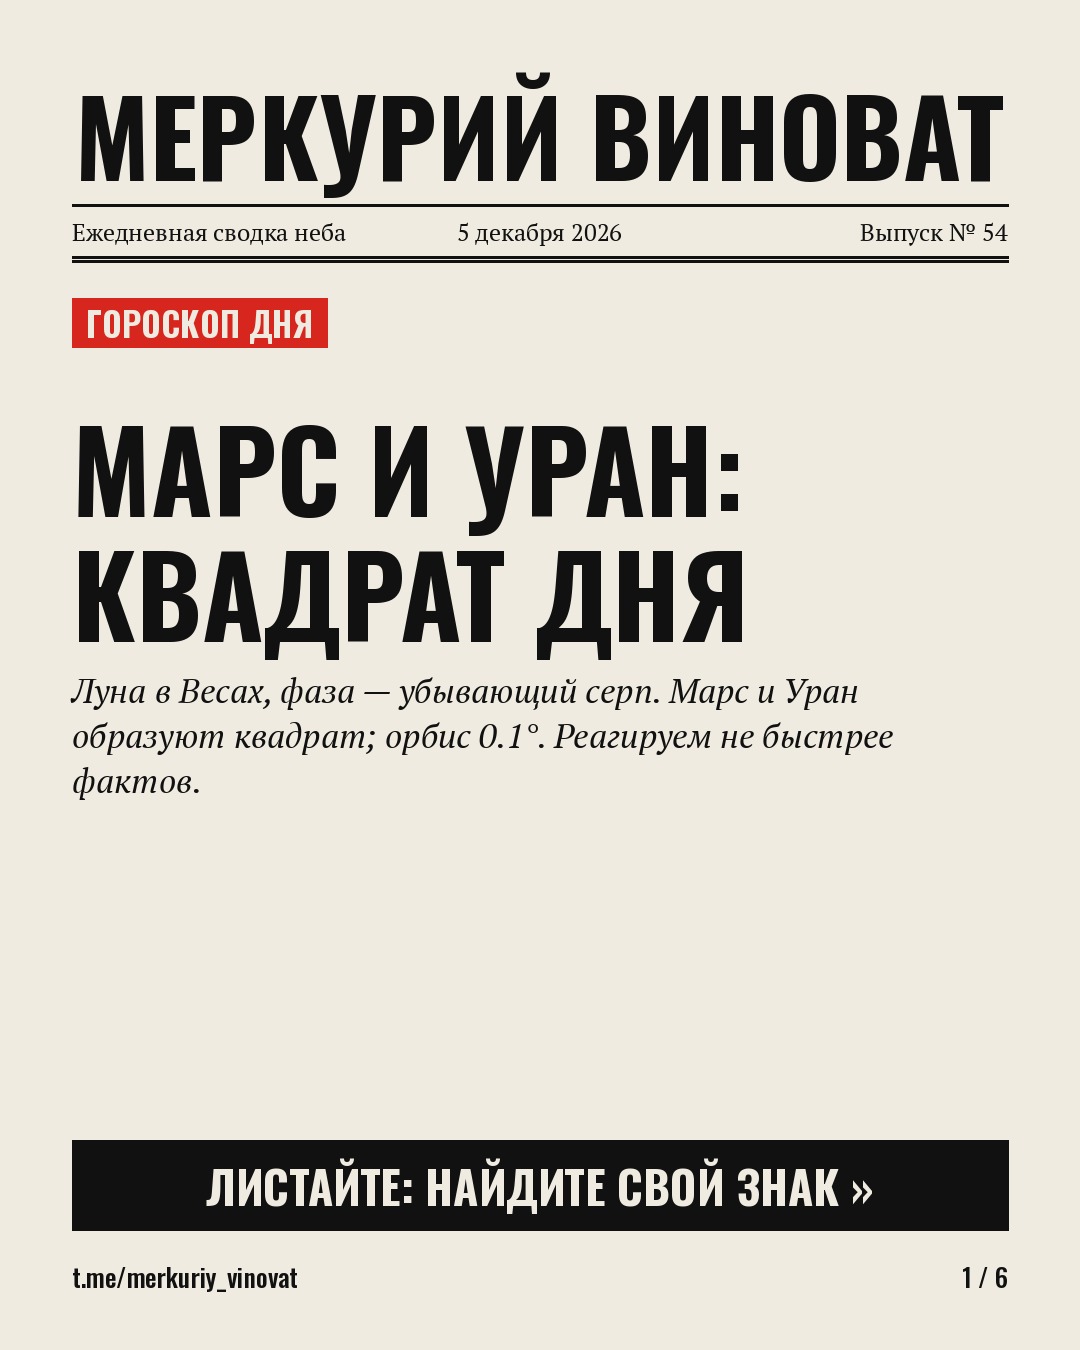 МЕРКУРИЙ ВИНОВАТ
Ежедневная сводка неба 5 декабря 2026 Выпуск № 54
ГОРОСКОП ДНЯ
МАРС И УРАН:
КВАДРАТ ДНЯ
Луна в Весах, фаза — убывающий серп. Марс и Уран
образуют квадрат; орбис 0.1°. Реагируем не быстрее
фактов.
ЛИСТАЙТЕ: НАЙДИТЕ СВОЙ ЗНАК »
t.me/merkuriy_vinovat 1 / 6